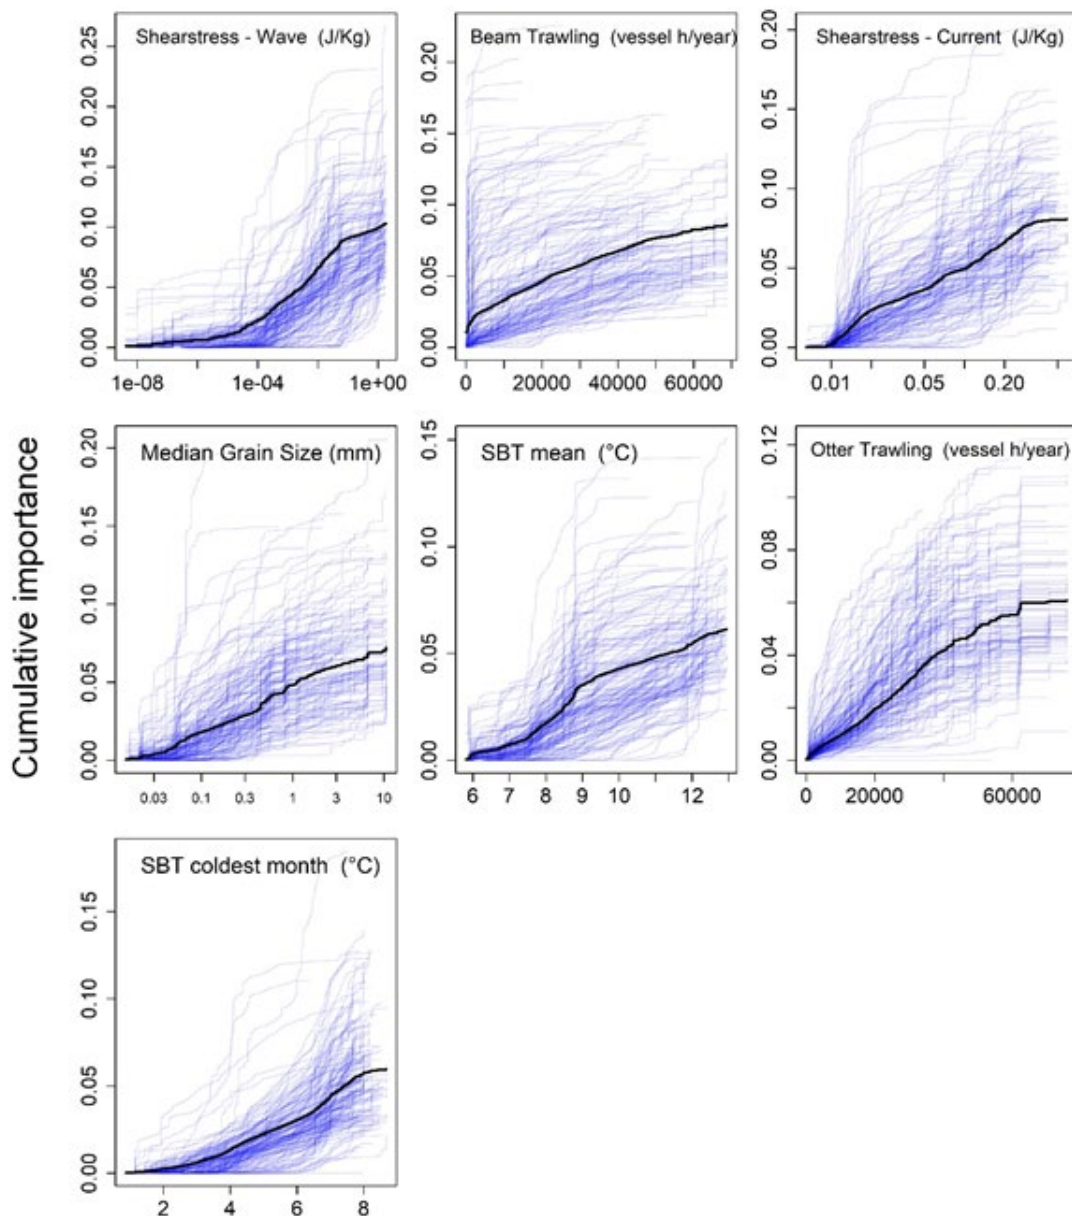 Shearstress - Wave (J/Kg)
0.00 0.05 0.10 0.15 0.20 0.25
1e-08 1e-04 1e+00
Beam Trawling (vessel h/year)
0.00 0.05 0.10 0.15 0.20
0 20000 40000 60000
Shearstress - Current (J/Kg)
0.00 0.05 0.10 0.15 0.20
0.01 0.05 0.20
Cumulative importance
Median Grain Size (mm)
0.00 0.05 0.10 0.15 0.20
0.03 0.1 0.3 1 3 10
SBT mean (°C)
0.00 0.05 0.10 0.15
6 7 8 9 10 12
Otter Trawling (vessel h/year)
0.00 0.04 0.08 0.12
0 20000 60000
SBT coldest month (°C)
0.00 0.05 0.10 0.15
2 4 6 8